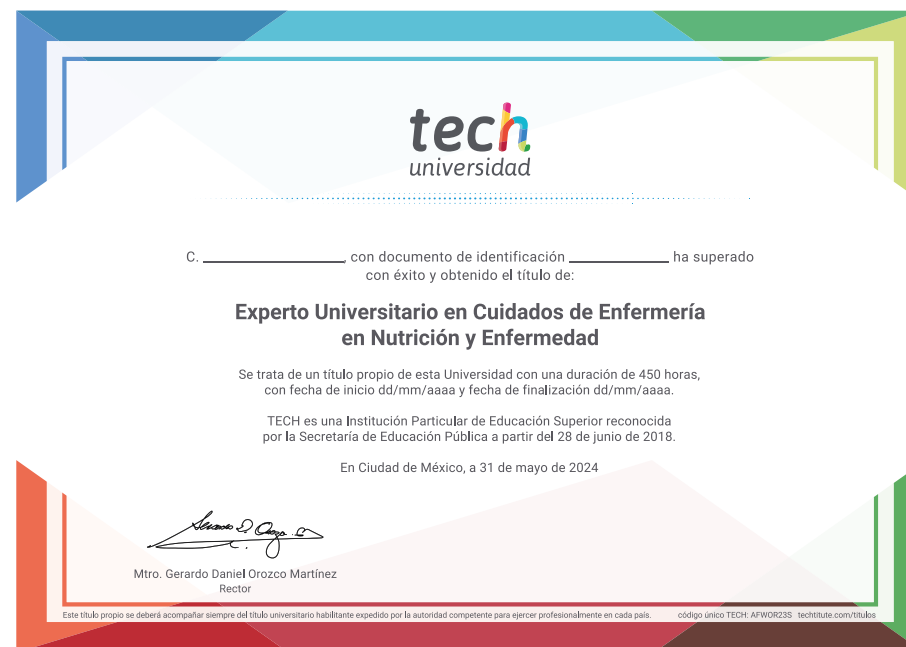 tech
universidad
C. ____________________, con documento de identificación ______________ ha superado
con éxito y obtenido el título de:
Experto Universitario en Cuidados de Enfermería
en Nutrición y Enfermedad
Se trata de un título propio de esta Universidad con una duración de 450 horas,
con fecha de inicio dd/mm/aaaa y fecha de finalización dd/mm/aaaa.
TECH es una Institución Particular de Educación Superior reconocida
por la Secretaría de Educación Pública a partir del 28 de junio de 2018.
En Ciudad de México, a 31 de mayo de 2024
Mtro. Gerardo Daniel Orozco Martínez
Rector
Este título propio se deberá acompañar siempre del título universitario habilitante expedido por la autoridad competente para ejercer profesionalmente en cada país. código único TECH: AFWOR23S techtitute.com/titulos